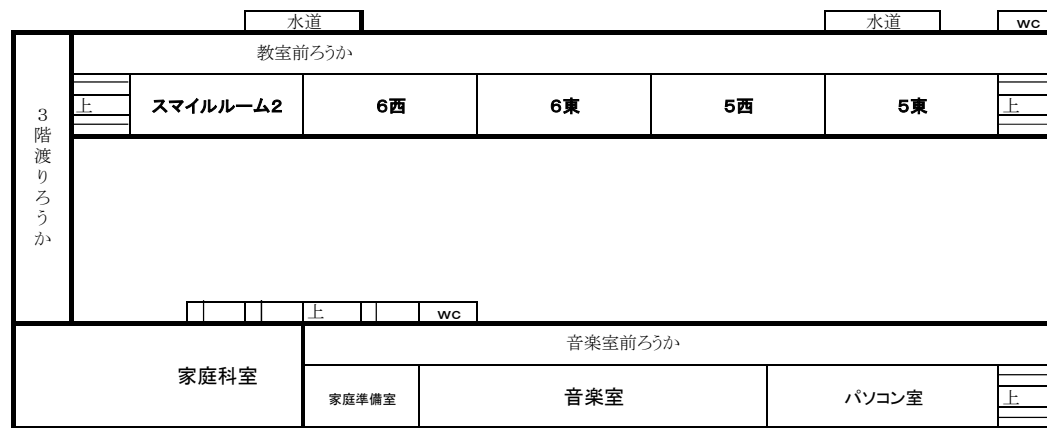 水道
水道
wc
教室前ろうか
3階渡りろうか
上
スマイルルーム2
6西
6東
5西
5東
上
上
wc
音楽室前ろうか
家庭科室
家庭準備室
音楽室
パソコン室
上